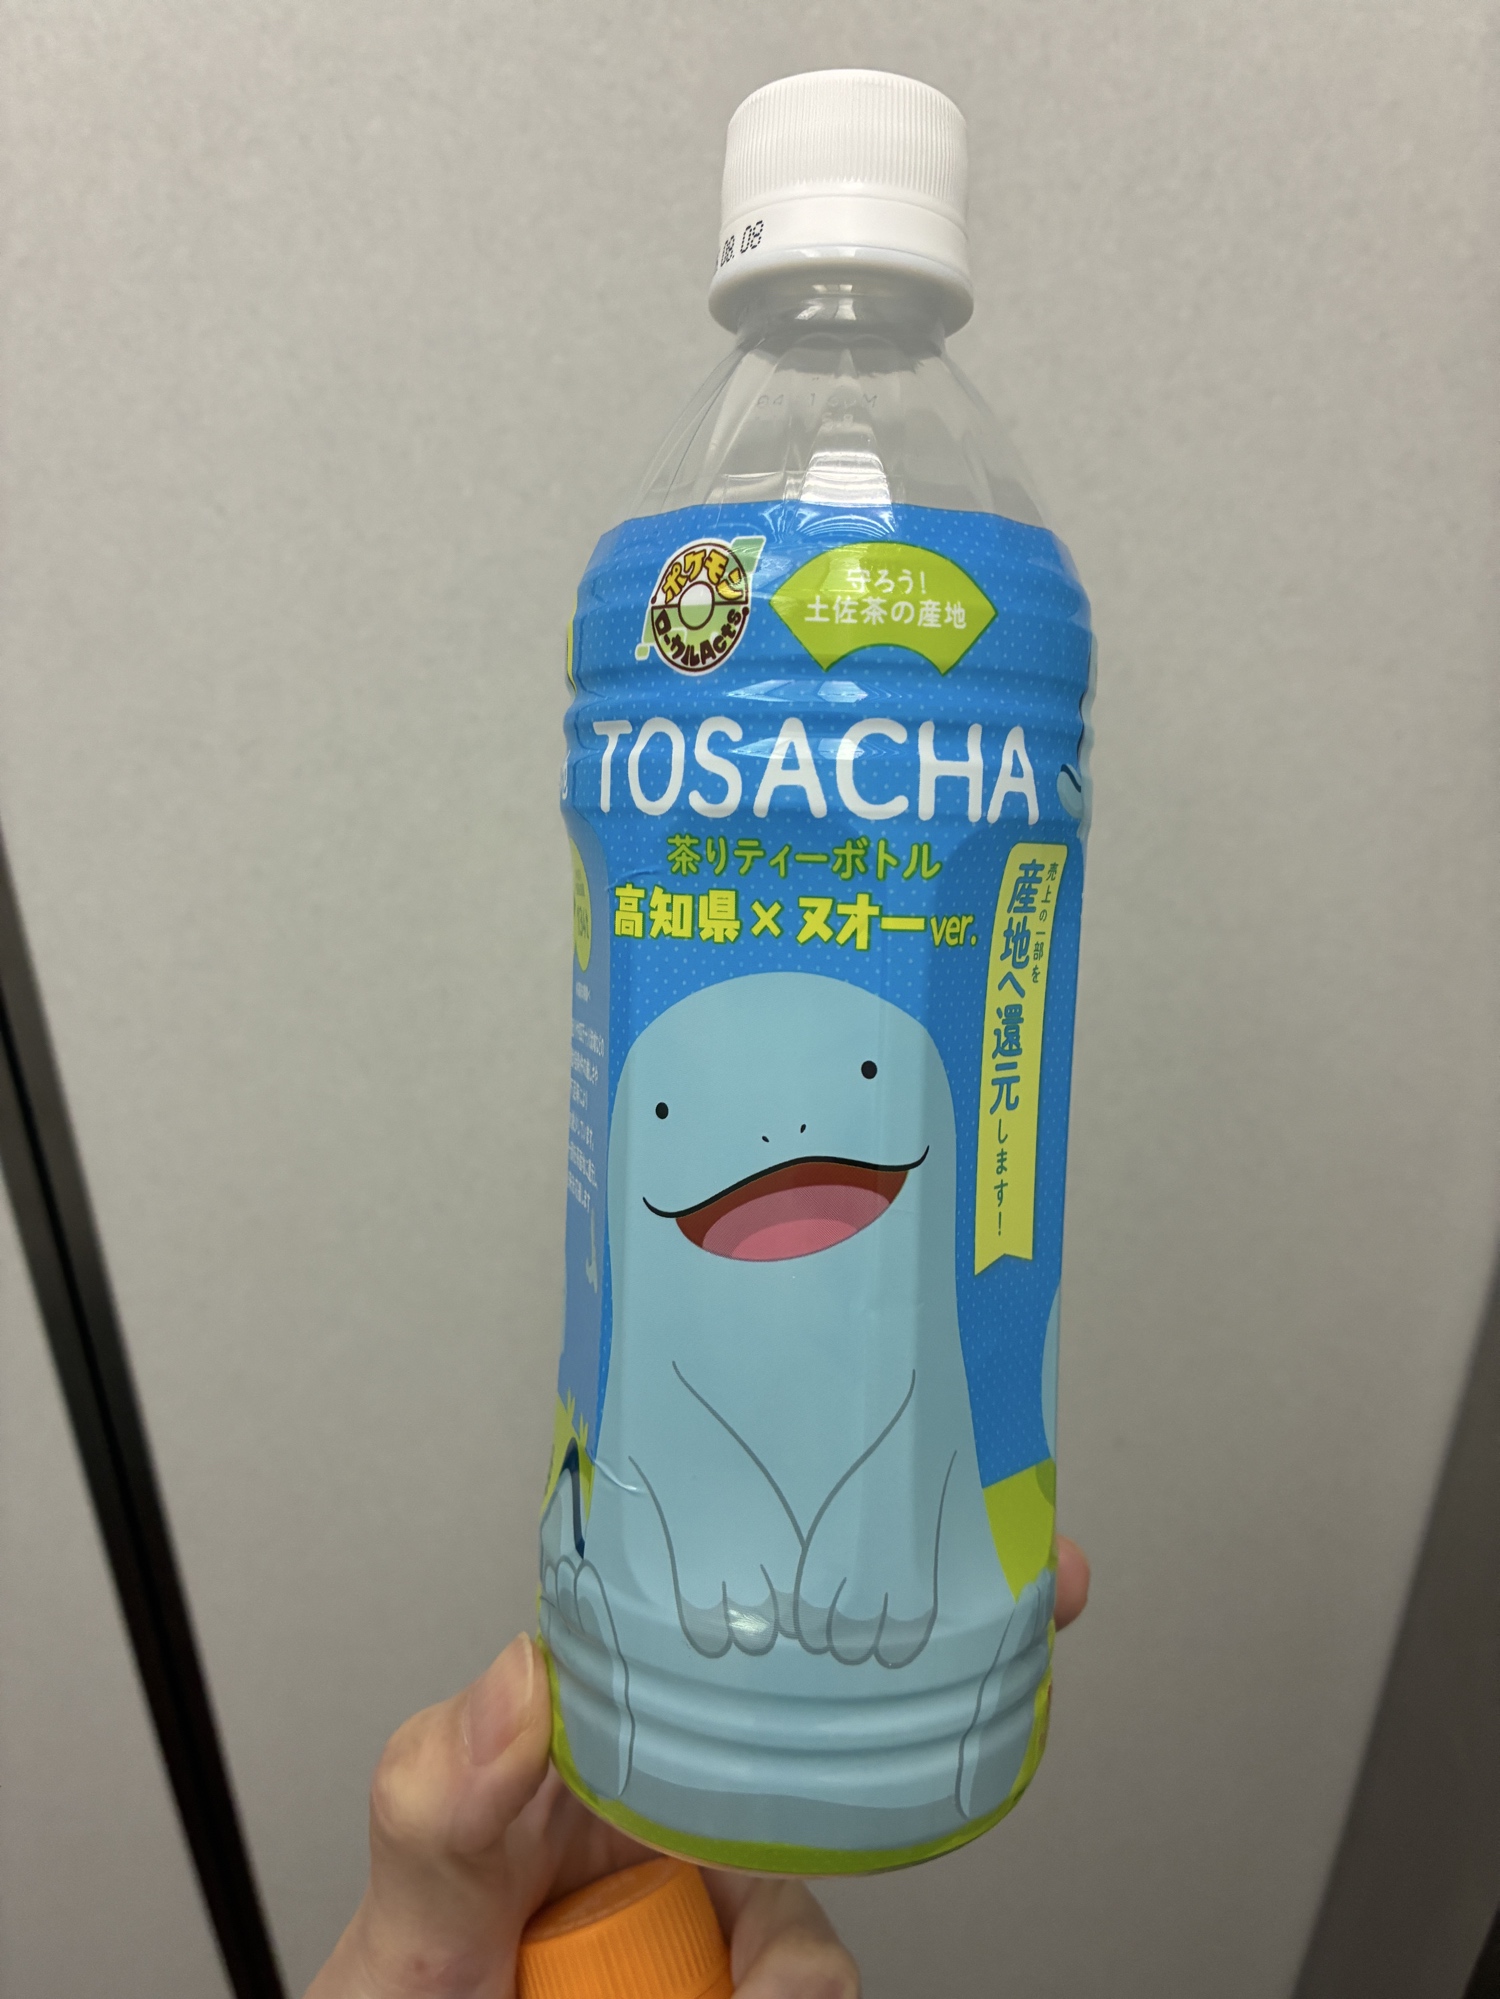 08.08
ポケモン
ローカルActs
守ろう!
土佐茶の産地
TOSACHA
茶りティーボトル
高知県×ヌオーver.
売上の一部を
産地へ還元します!